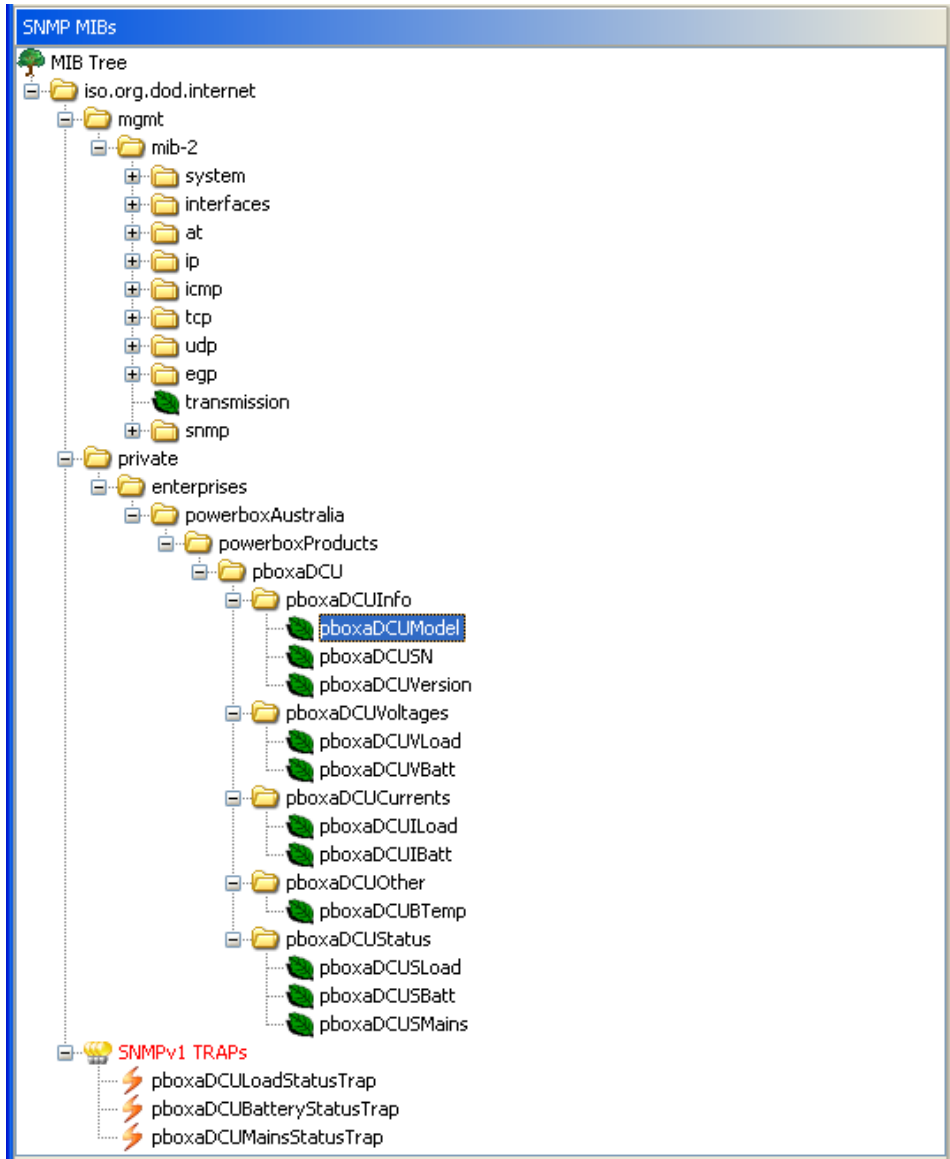 SNMP MIBs
MIB Tree
iso.org.dod.internet
mgmt
mib-2
system
interfaces
at
ip
icmp
tcp
udp
egp
transmission
snmp
private
enterprises
powerboxAustralia
powerboxProducts
pboxaDCU
pboxaDCUInfo
pboxaDCUModel
pboxaDCUSN
pboxaDCUVersion
pboxaDCUVoltages
pboxaDCUVLoad
pboxaDCUVBatt
pboxaDCUCurrents
pboxaDCUILoad
pboxaDCUIBatt
pboxaDCUOther
pboxaDCUBTemp
pboxaDCUStatus
pboxaDCUSLoad
pboxaDCUSBatt
pboxaDCUSMains
SNMPv1 TRAPs
pboxaDCULoadStatusTrap
pboxaDCUBatteryStatusTrap
pboxaDCUMainsStatusTrap